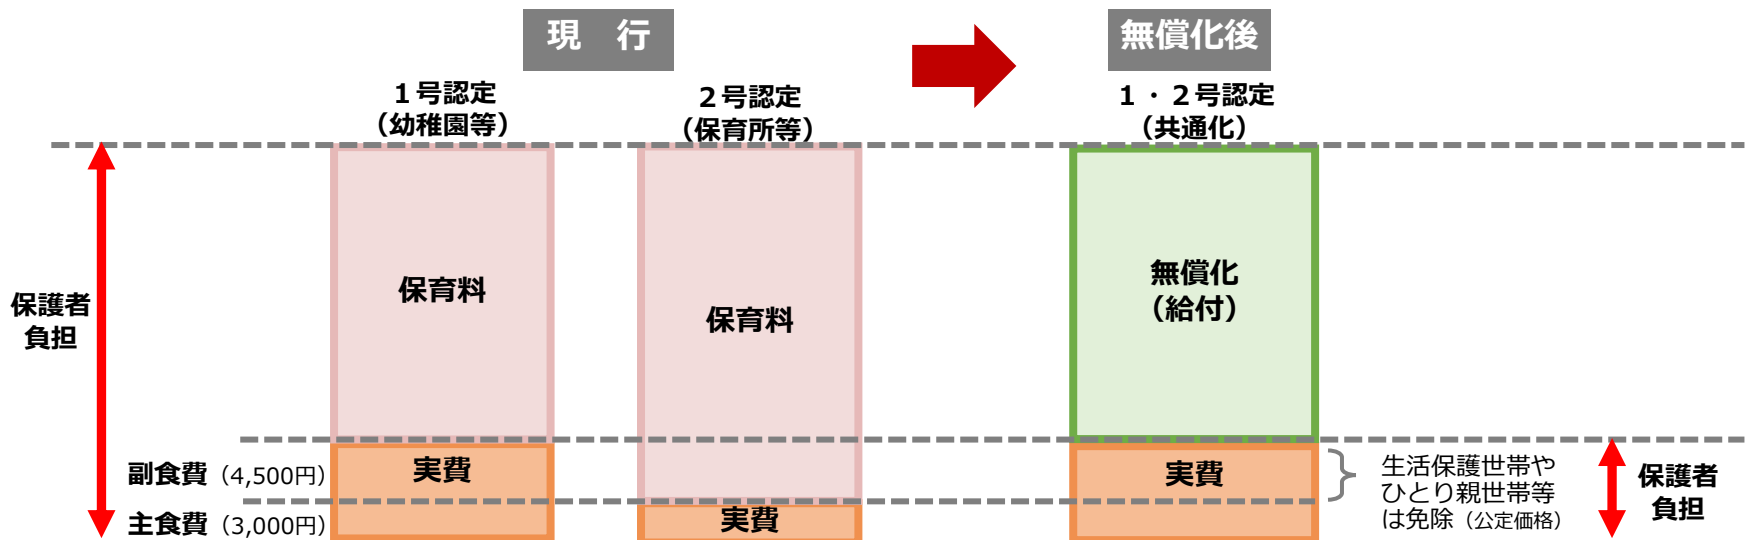 現　行
無償化後
１号認定
（幼稚園等）
２号認定
（保育所等）
１・２号認定
（共通化）
保護者
負担
保育料
保育料
無償化
（給付）
副食費（4,500円）
実費
実費
生活保護世帯や
ひとり親世帯等
は免除（公定価格）
保護者
負担
主食費（3,000円）
実費